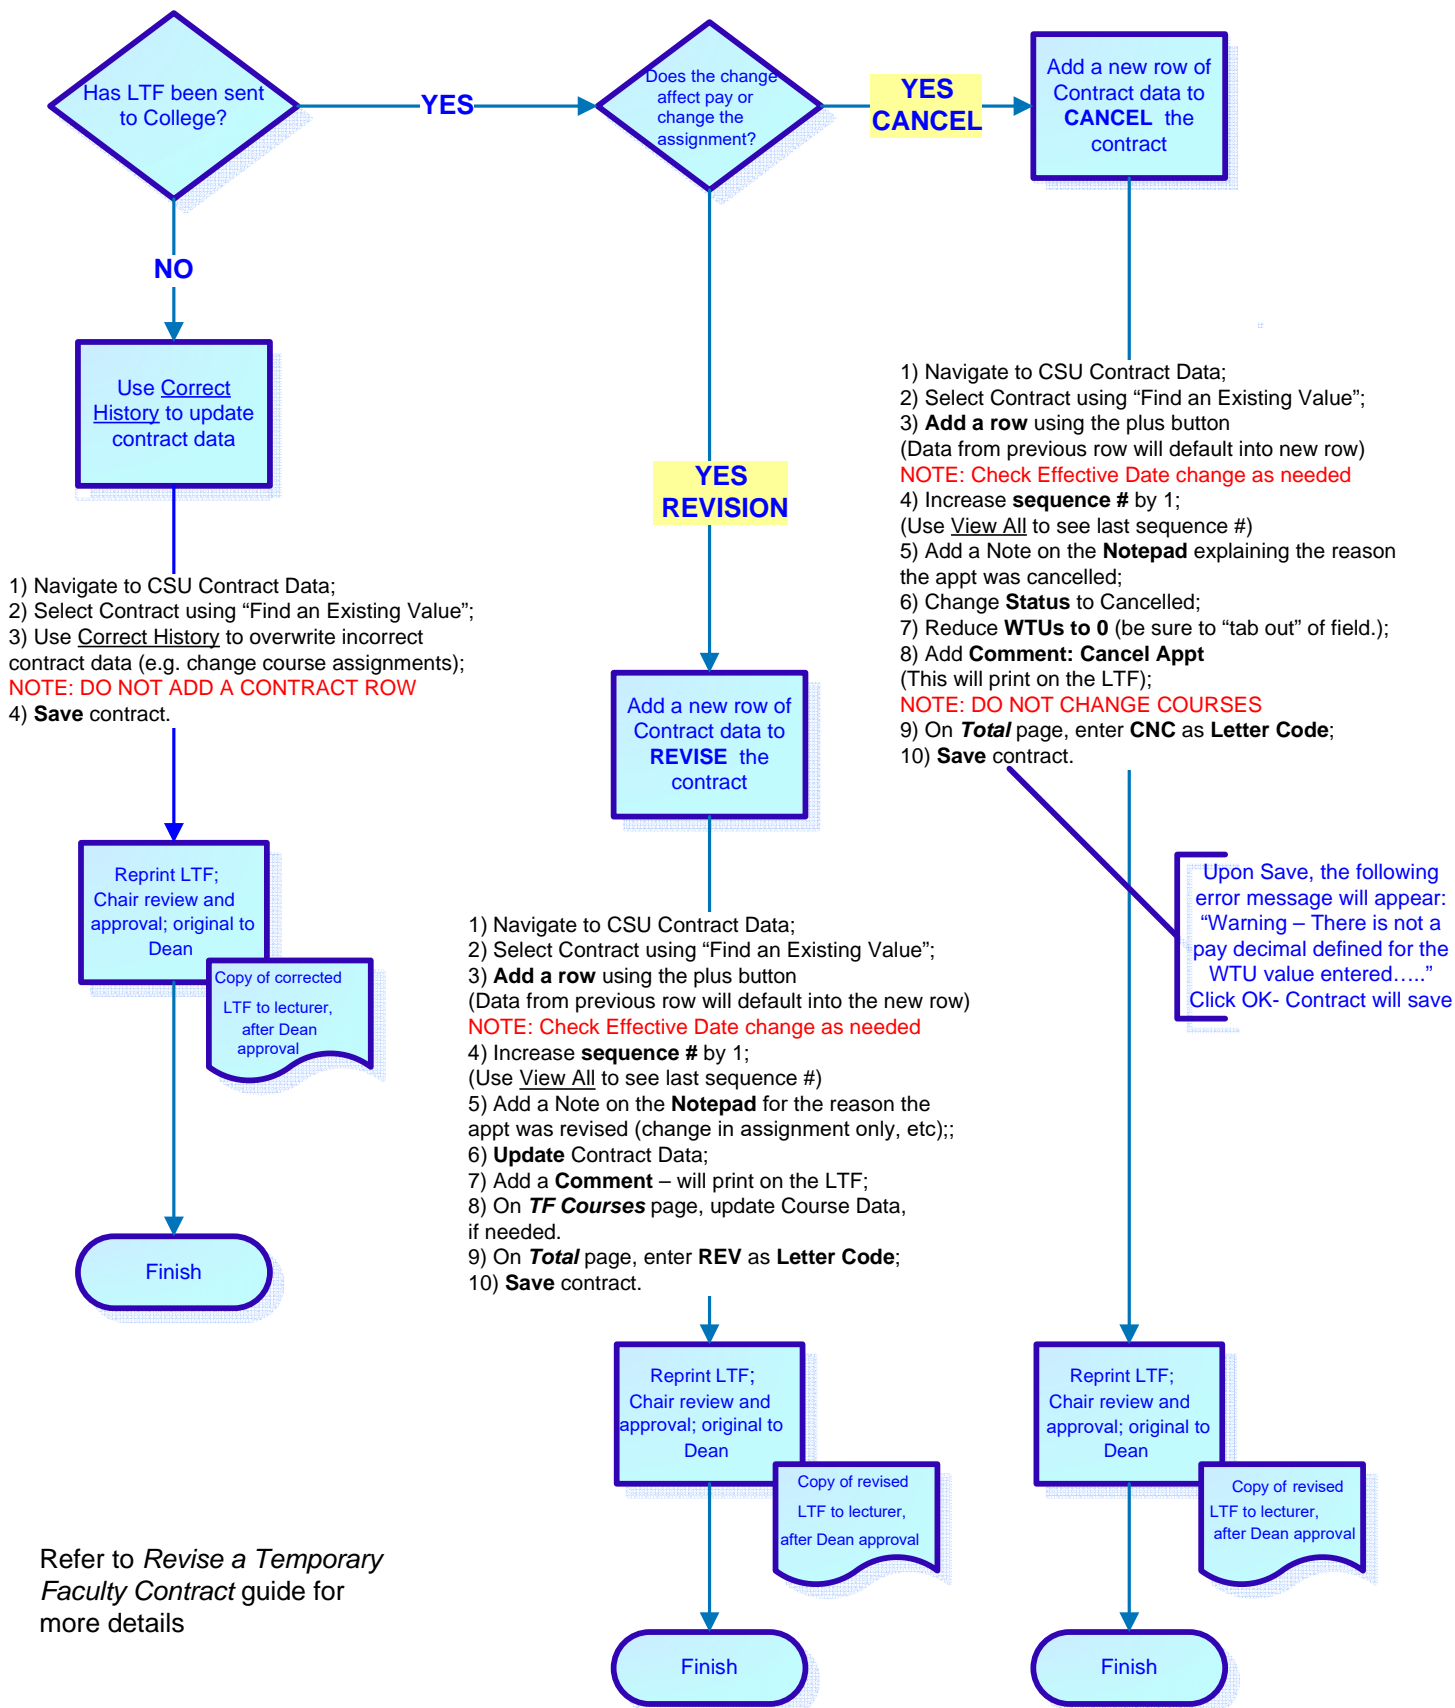 Has LTF been sent
to College?
YES
Does the change
affect pay or
change the
assignment?
YES
CANCEL
Add a new row of
Contract data to
CANCEL the
contract
NO
Use Correct
History to update
contract data
1) Navigate to CSU Contract Data;
2) Select Contract using “Find an Existing Value”;
3) Use Correct History to overwrite incorrect
contract data (e.g. change course assignments);
NOTE: DO NOT ADD A CONTRACT ROW
4) Save contract.
Reprint LTF;
Chair review and
approval; original to
Dean
Copy of corrected
LTF to lecturer,
after Dean
approval
Finish
YES
REVISION
Add a new row of
Contract data to
REVISE the
contract
1) Navigate to CSU Contract Data;
2) Select Contract using “Find an Existing Value”;
3) Add a row using the plus button
(Data from previous row will default into the new row)
NOTE: Check Effective Date change as needed
4) Increase sequence # by 1;
(Use View All to see last sequence #)
5) Add a Note on the Notepad for the reason the
appt was revised (change in assignment only, etc);;
6) Update Contract Data;
7) Add a Comment – will print on the LTF;
8) On TF Courses page, update Course Data,
if needed.
9) On Total page, enter REV as Letter Code;
10) Save contract.
Reprint LTF;
Chair review and
approval; original to
Dean
Copy of revised
LTF to lecturer,
after Dean approval
Finish
1) Navigate to CSU Contract Data;
2) Select Contract using “Find an Existing Value”;
3) Add a row using the plus button
(Data from previous row will default into new row)
NOTE: Check Effective Date change as needed
4) Increase sequence # by 1;
(Use View All to see last sequence #)
5) Add a Note on the Notepad explaining the reason
the appt was cancelled;
6) Change Status to Cancelled;
7) Reduce WTUs to 0 (be sure to “tab out” of field.);
8) Add Comment: Cancel Appt
(This will print on the LTF);
NOTE: DO NOT CHANGE COURSES
9) On Total page, enter CNC as Letter Code;
10) Save contract.
Upon Save, the following
error message will appear:
“Warning – There is not a
pay decimal defined for the
WTU value entered…..”
Click OK- Contract will save
Reprint LTF;
Chair review and
approval; original to
Dean
Copy of revised
LTF to lecturer,
after Dean approval
Finish
Refer to Revise a Temporary
Faculty Contract guide for
more details